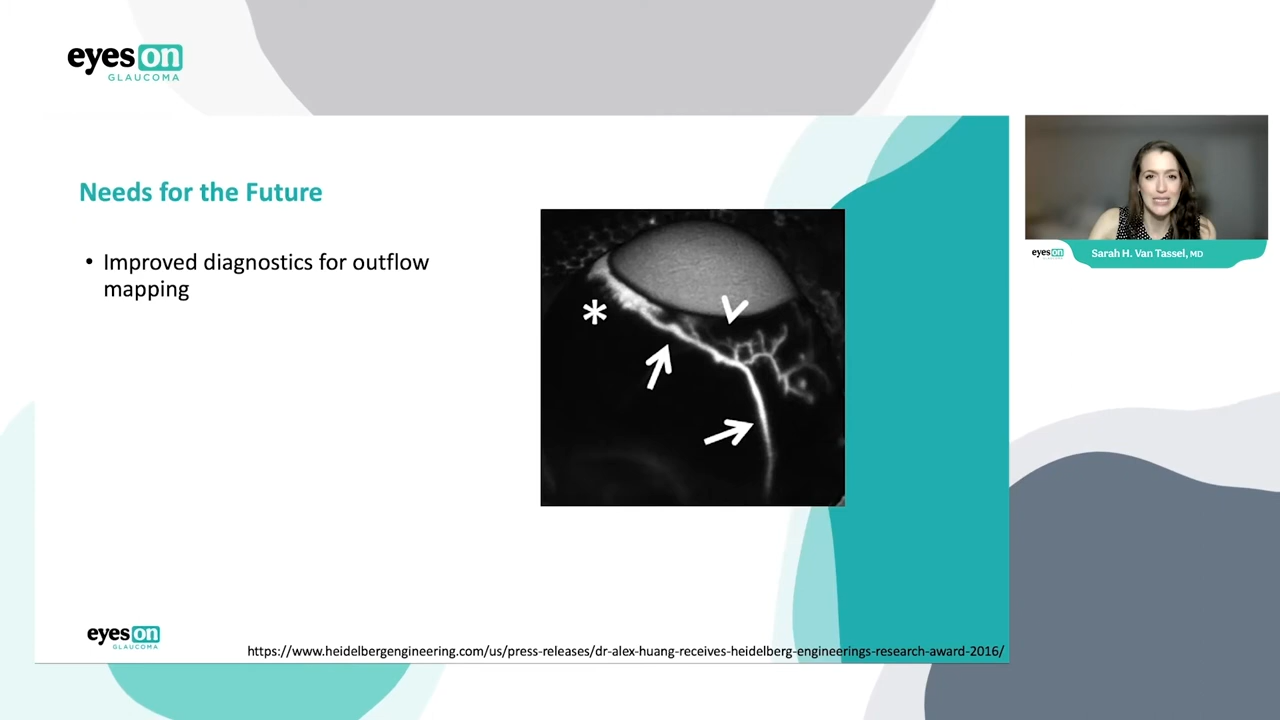 eyes on
GLAUCOMA
Needs for the Future
• Improved diagnostics for outflow
mapping
*
eyes on
Sarah H. Van Tassel, MD
eyes on
GLAUCOMA
https://www.heidelbergengineering.com/us/press-releases/dr-alex-huang-receives-heidelberg-engineerings-research-award-2016/